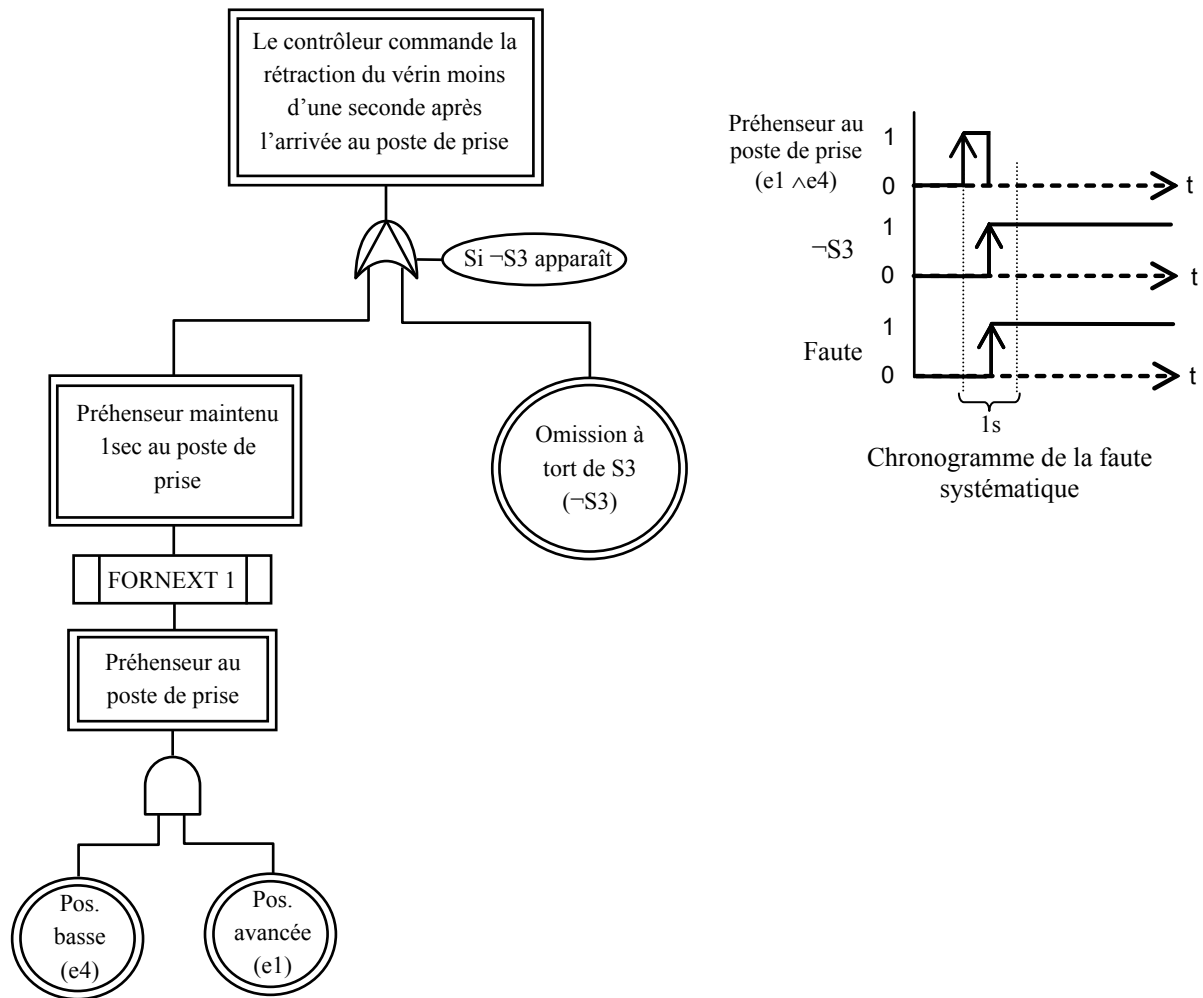 Le contrôleur commande la
rétraction du vérin moins
d'une seconde après
l'arrivée au poste de prise
Si ¬S3 apparaît
Préhenseur maintenu
1sec au poste de
prise
Omission à
tort de S3
(¬S3)
FORNEXT 1
Préhenseur au
poste de prise
Pos.
basse
(e4)
Pos.
avancée
(e1)
Préhenseur au
poste de prise
(e1 ∧e4)
1
0
t
¬S3
1
0
t
Faute
1
0
t
1s
Chronogramme de la faute
systématique